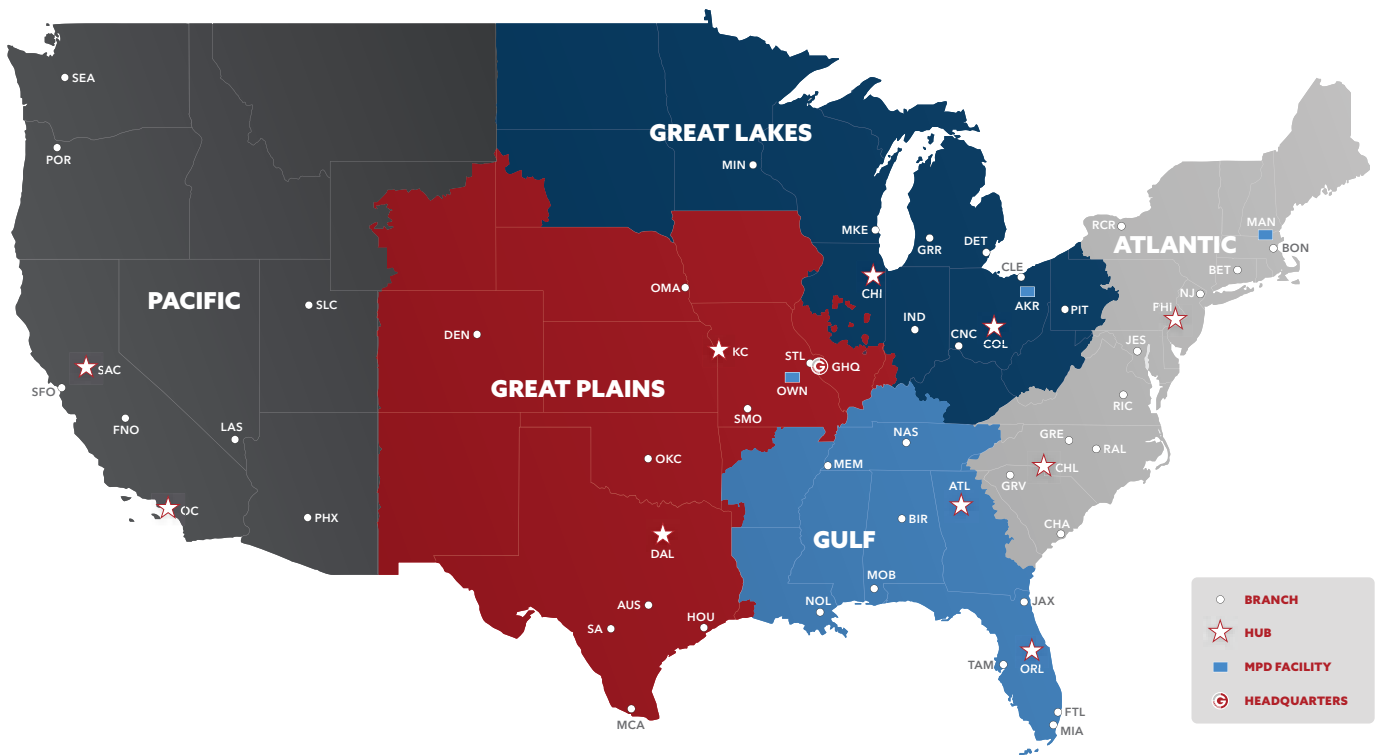 SEA
POR
PACIFIC
SLC
SAC
SFO
FNO
LAS
OC
PHX
GREAT LAKES
MIN
MKE
GRR
DET
CLE
CHI
AKR
PIT
IND
CNC
COL
ATLANTIC
RCR
MAN
BON
BET
NJ
PHI
JES
RIC
GRE
RAL
CHL
GRV
CHA
GREAT PLAINS
OMA
DEN
KC
STL
G GHQ
OWN
SMO
OKC
DAL
AUS
SA
HOU
MCA
GULF
NAS
MEM
ATL
BIR
MOB
NOL
JAX
TAM
ORL
FTL
MIA
BRANCH
HUB
MPD FACILITY
G HEADQUARTERS